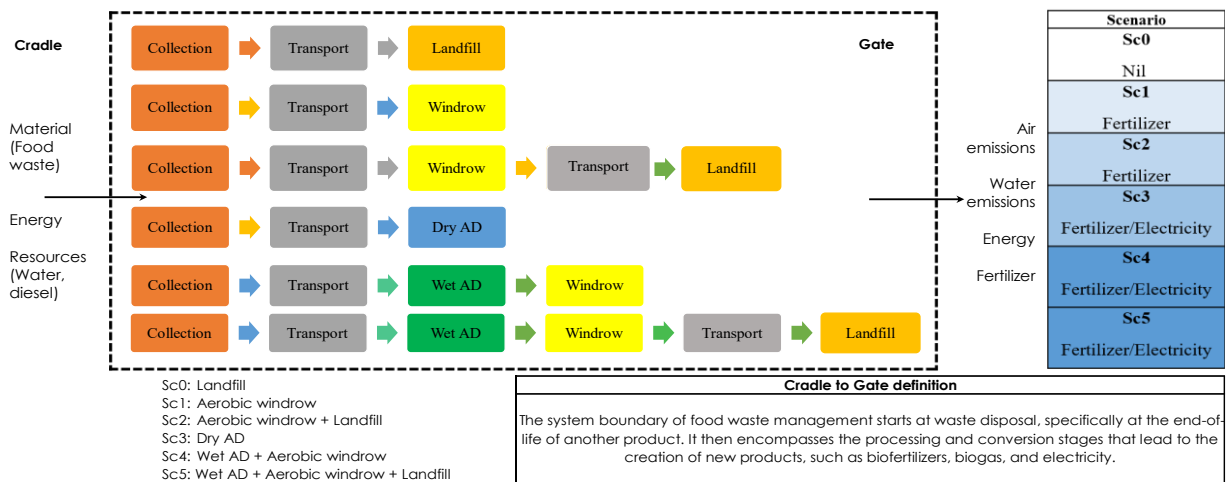 Cradle
Gate
Collection
Transport
Landfill
Collection
Transport
Windrow
Collection
Transport
Windrow
Transport
Landfill
Collection
Transport
Dry AD
Collection
Transport
Wet AD
Windrow
Collection
Transport
Wet AD
Windrow
Transport
Landfill
Material
(Food
waste)
Energy
Resources
(Water,
diesel)
Air
emissions
Water
emissions
Energy
Fertilizer
Scenario
Sc0
Nil
Sc1
Fertilizer
Sc2
Fertilizer
Sc3
Fertilizer/Electricity
Sc4
Fertilizer/Electricity
Sc5
Fertilizer/Electricity
Sc0: Landfill
Sc1: Aerobic windrow
Sc2: Aerobic windrow + Landfill
Sc3: Dry AD
Sc4: Wet AD + Aerobic windrow
Sc5: Wet AD + Aerobic windrow + Landfill
Cradle to Gate definition
The system boundary of food waste management starts at waste disposal, specifically at the end-of-
life of another product. It then encompasses the processing and conversion stages that lead to the
creation of new products, such as biofertilizers, biogas, and electricity.